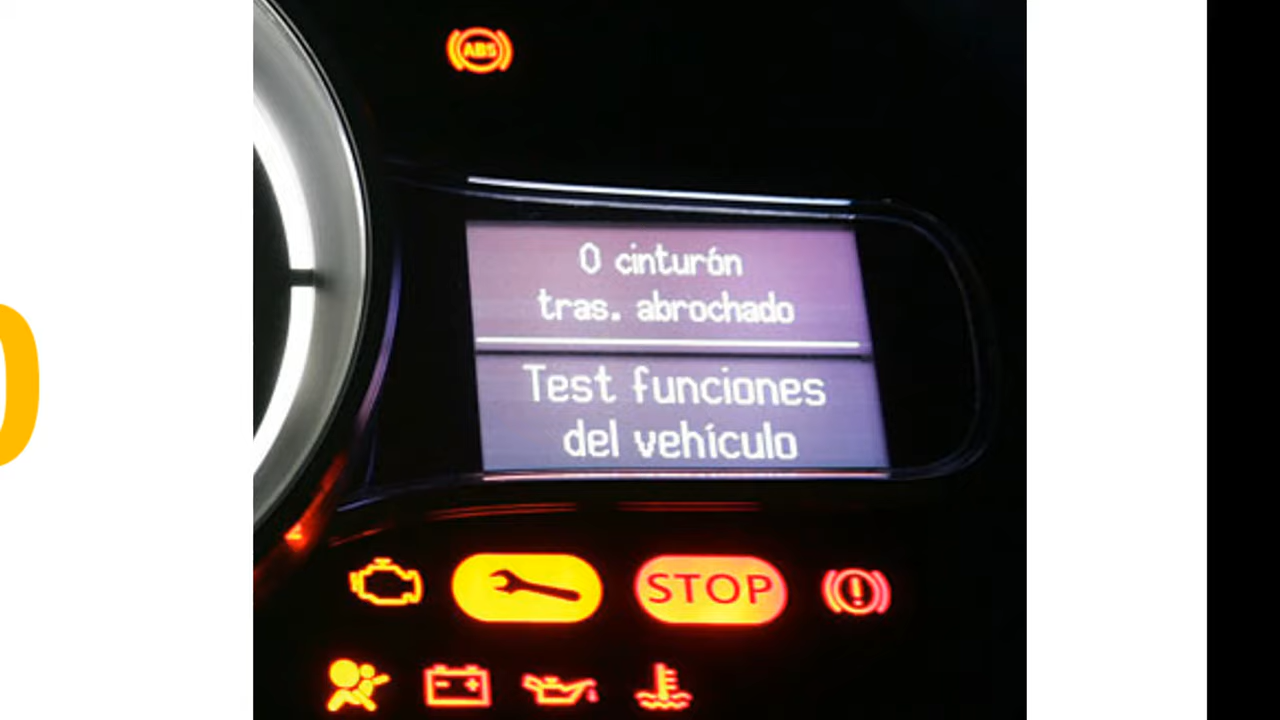 ABS
0 cinturón
tras. abrochado
Test funciones
del vehículo
STOP